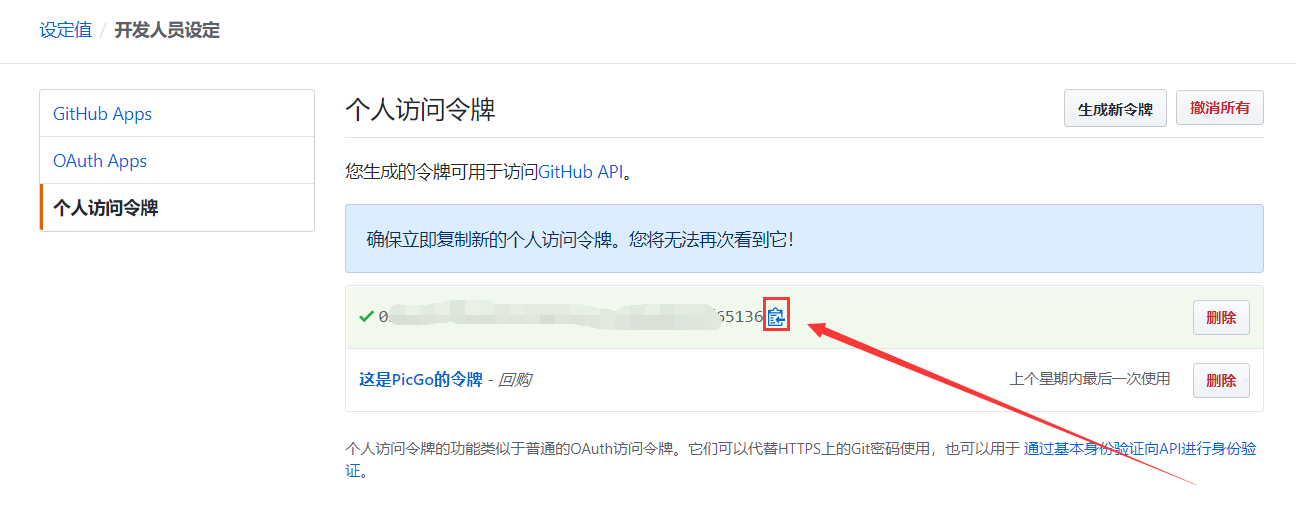 设定值 / 开发人员设定
GitHub Apps
OAuth Apps
个人访问令牌
个人访问令牌
生成新令牌
撤消所有
您生成的令牌可用于访问GitHub API。
确保立即复制新的个人访问令牌。您将无法再次看到它！
65136
删除
这是PicGo的令牌 - 回购
上个星期内最后一次使用
删除
个人访问令牌的功能类似于普通的OAuth访问令牌。它们可以代替HTTPS上的Git密码使用，也可以用于 通过基本身份验证向API进行身份验
证。